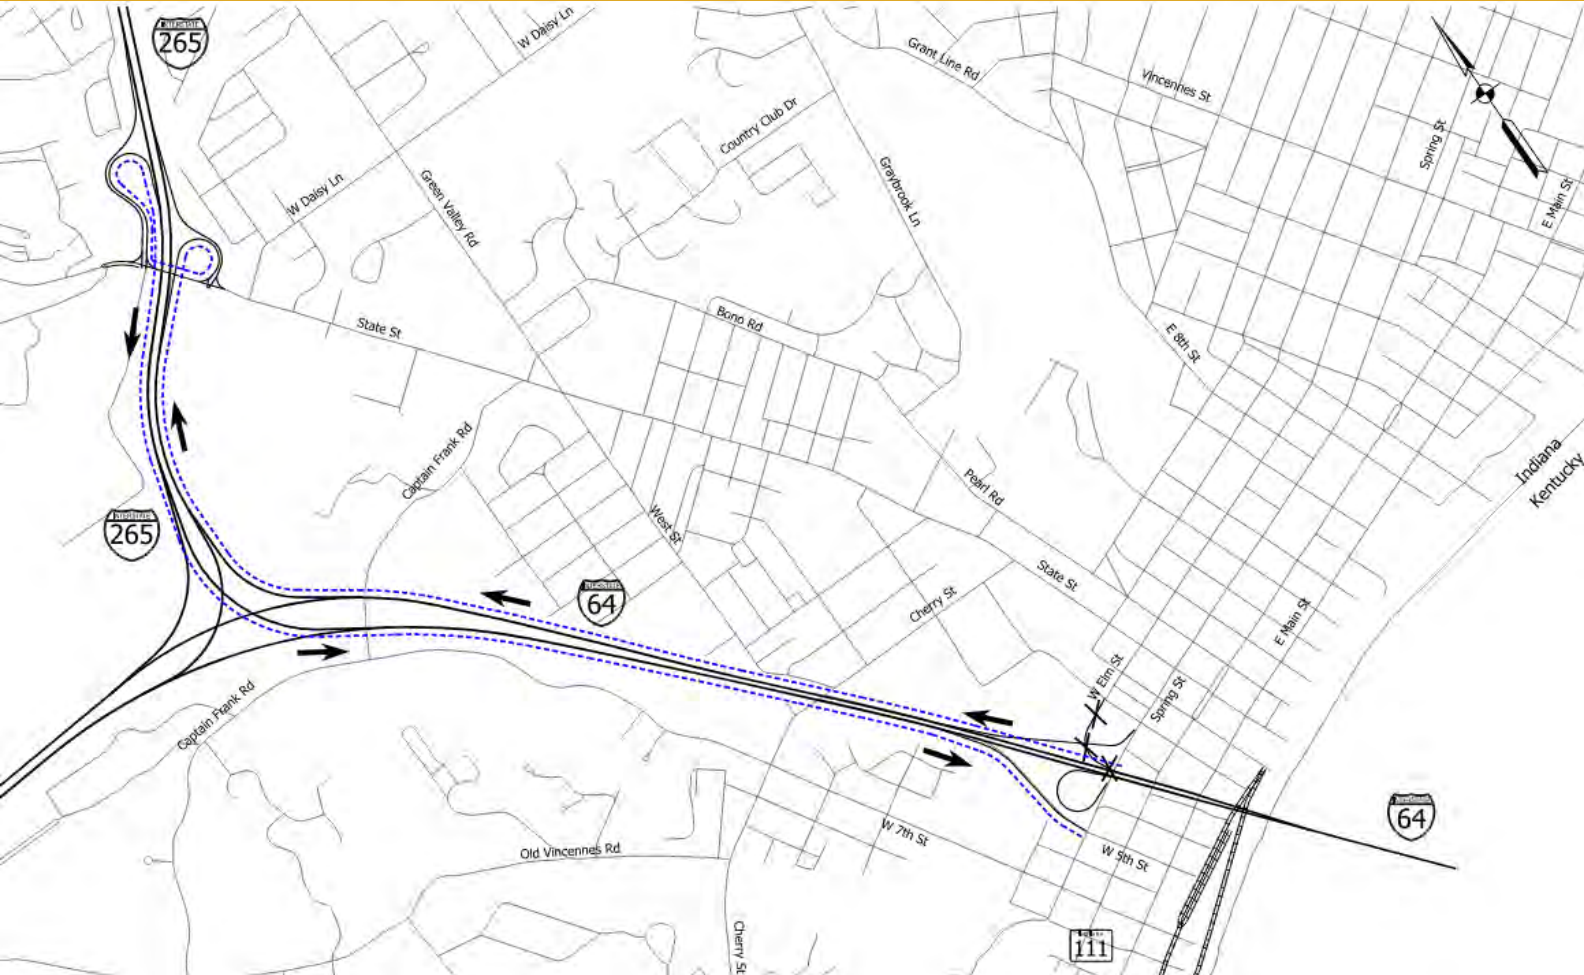 265
W Daisy Ln
Grant Line Rd
Vincennes St
Country Club Dr
Spring St
W Daisy Ln
Green Valley Rd
Graybrook Ln
E Main St
State St
Bono Rd
E 8th St
Captain Frank Rd
Indiana
Kentucky
Pearl Rd
265
West St
State St
64
Cherry St
E Main St
W Elm St
Spring St
Captain Frank Rd
64
W 7th St
Old Vincennes Rd
W 5th St
Cherry St
111